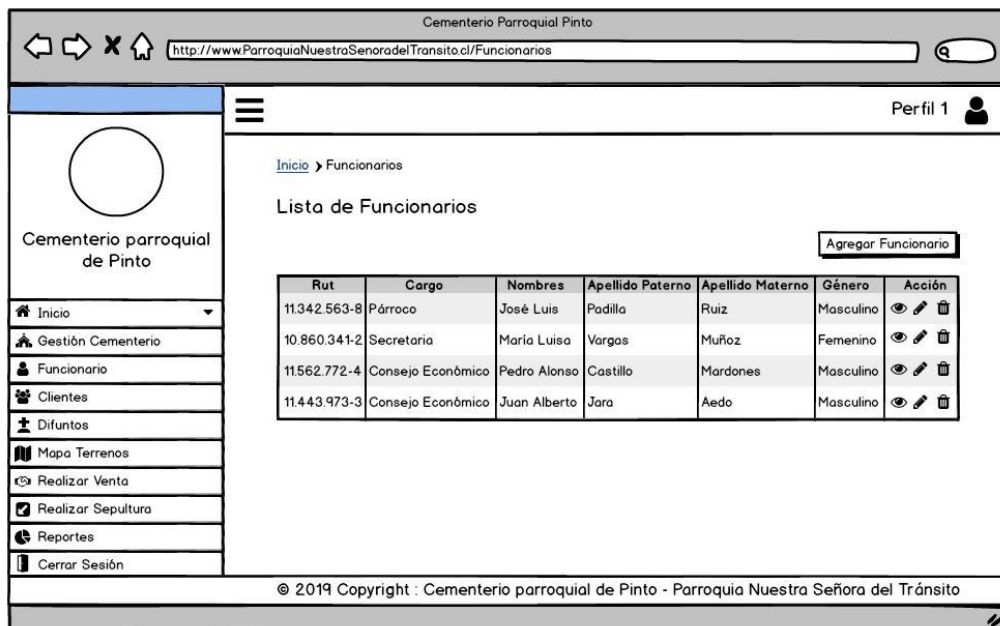 Cementerio Parroquial Pinto
http://www.ParroquiaNuestraSenoradelTransito.cl/Funcionarios
Perfil 1
Cementerio parroquial
de Pinto
Inicio
Gestión Cementerio
Funcionario
Clientes
Difuntos
Mapa Terrenos
Realizar Venta
Realizar Sepultura
Reportes
Cerrar Sesión
Inicio > Funcionarios
Lista de Funcionarios
Agregar Funcionario
Rut Cargo Nombres Apellido Paterno Apellido Materno Género Acción
11.342.563-8 Párroco José Luis Padilla Ruiz Masculino
10.860.341-2 Secretaria María Luisa Vargas Muñoz Femenino
11.562.772-4 Consejo Económico Pedro Alonso Castillo Mardones Masculino
11.443.973-3 Consejo Económico Juan Alberto Jara Aedo Masculino
© 2019 Copyright : Cementerio parroquial de Pinto - Parroquia Nuestra Señora del Tránsito